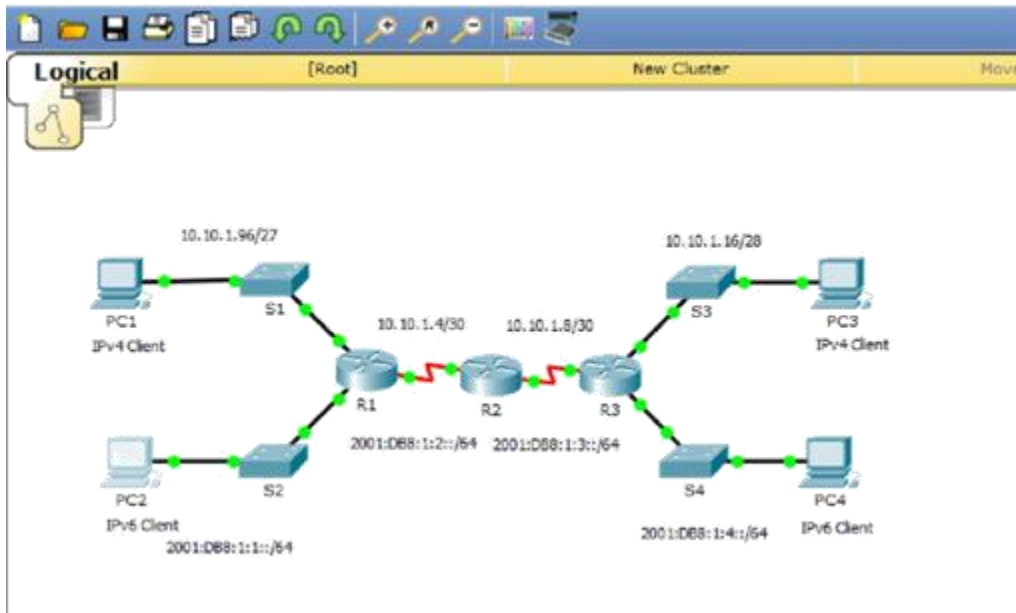 Logical
[Root]
New Cluster
Move
10.10.1.96/27
10.10.1.16/28
S1
S3
PC1
IPv4 Client
PC3
IPv4 Client
10.10.1.4/30
10.10.1.8/30
R1
R2
R3
2001:DB8:1:2::/64
2001:DB8:1:3::/64
S2
S4
PC2
IPv6 Client
PC4
IPv6 Client
2001:DB8:1:1::/64
2001:DB8:1:4::/64